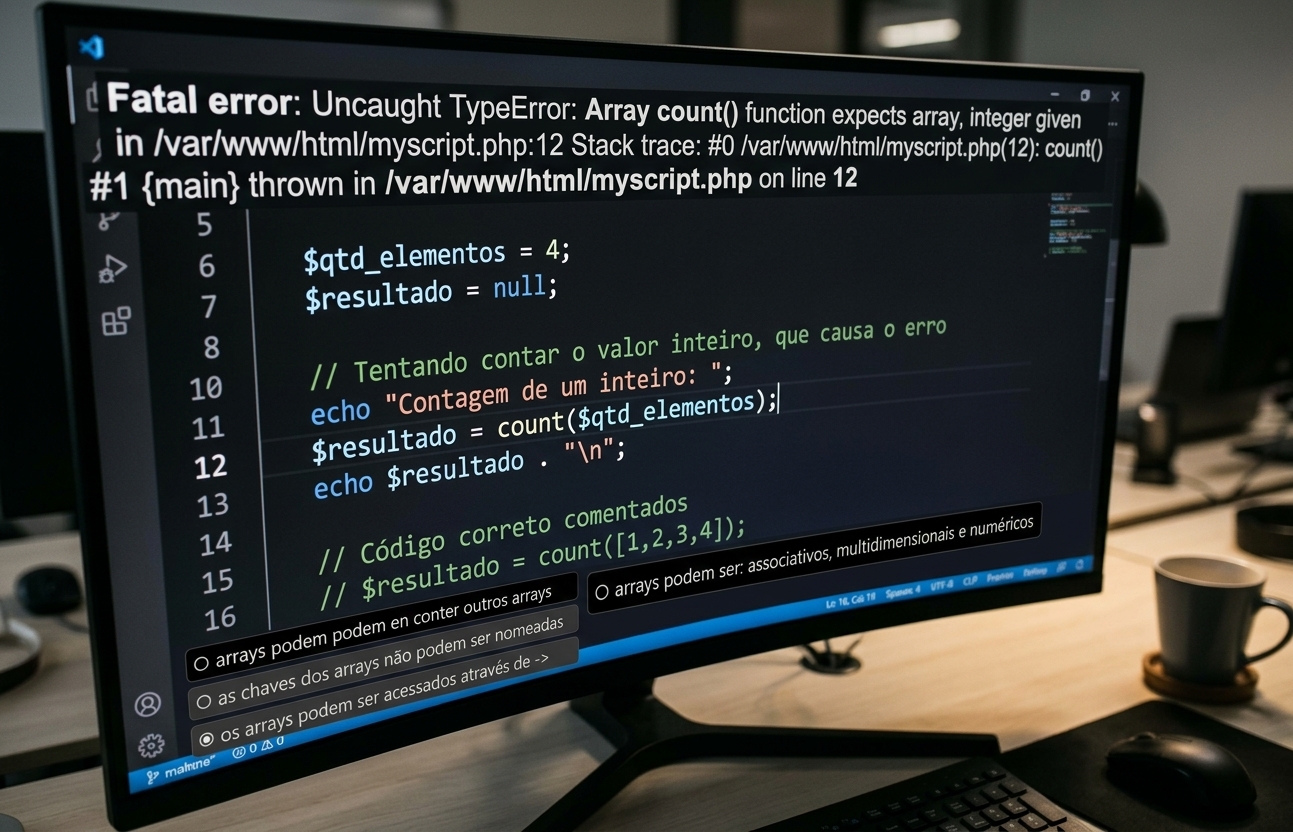 Fatal error: Uncaught TypeError: Array count() function expects array, integer given
in /var/www/html/myscript.php:12 Stack trace: #0 /var/www/html/myscript.php(12): count()
#1 {main} thrown in /var/www/html/myscript.php on line 12
5
6 $qtd_elementos = 4;
7 $resultado = null;
8
10 // Tentando contar o valor inteiro, que causa o erro
11 echo "Contagem de um inteiro: ";
12 $resultado = count($qtd_elementos);
13 echo $resultado . "\n";
14
15 // Código correto comentados
16 // $resultado = count([1,2,3,4]);
arrays podem podem en conter outros arrays
arrays podem ser: associativos, multidimensionais e numéricos
as chaves dos arrays não podem ser nomeadas
os arrays podem ser acessados através de ->
0 0
UTF-8